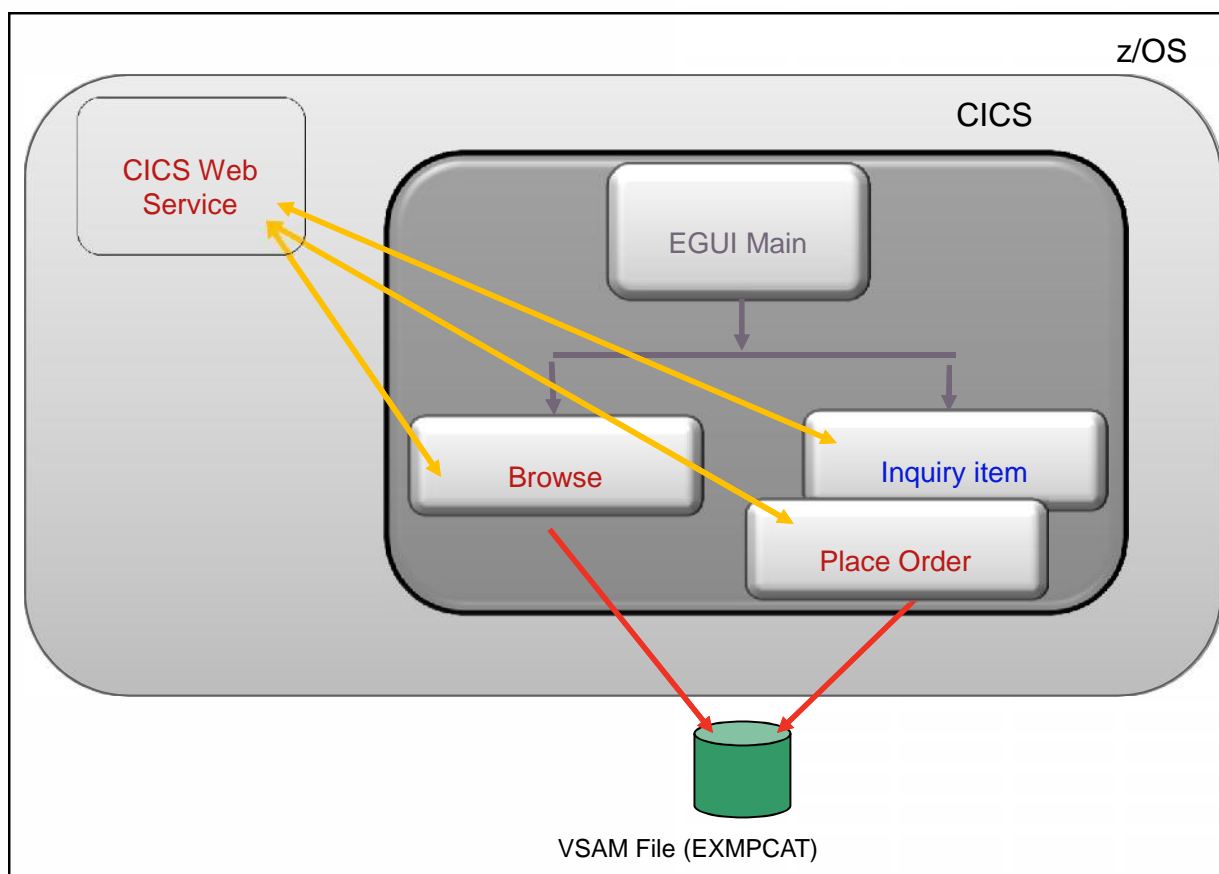 z/OS
CICS
CICS Web
Service
EGUI Main
Browse
Inquiry item
Place Order
VSAM File (EXMPCAT)